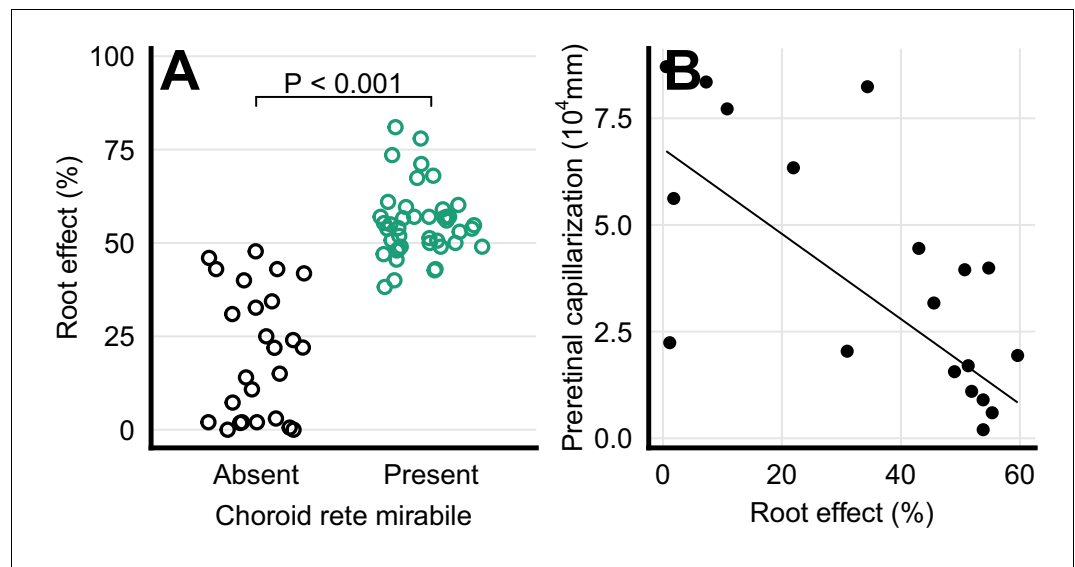 A
P < 0.001
100
75
50
25
0
Root effect (%)
Absent Present
Choroid rete mirabile
B
7.5
5.0
2.5
0.0
Preretinal capillarization (10⁴mm)
0 20 40 60
Root effect (%)